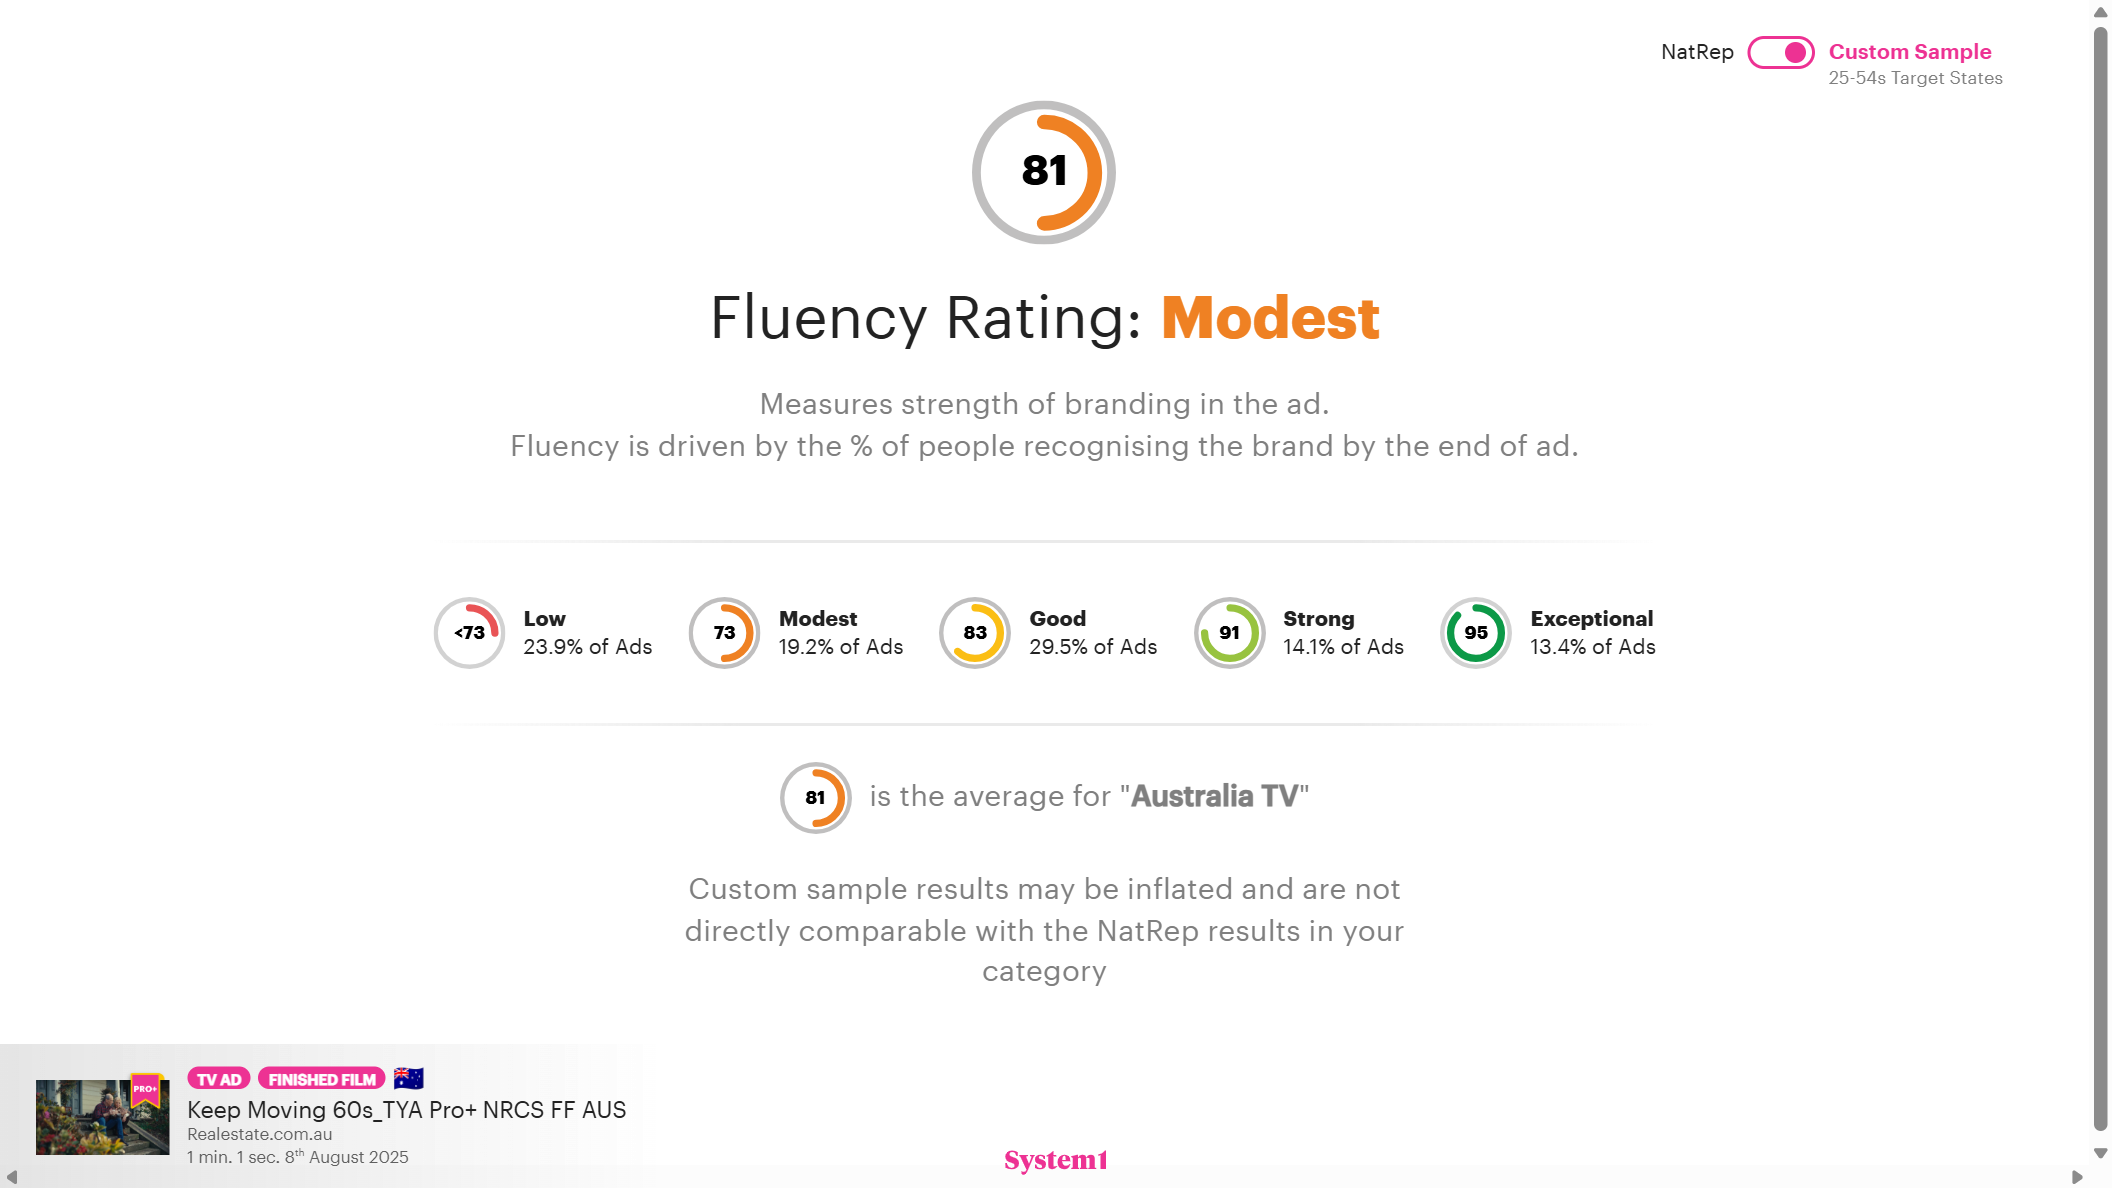 NatRep
Custom Sample
25-54s Target States
81
Fluency Rating: Modest
Measures strength of branding in the ad.
Fluency is driven by the % of people recognising the brand by the end of ad.
<73
Low
23.9% of Ads
73
Modest
19.2% of Ads
83
Good
29.5% of Ads
91
Strong
14.1% of Ads
95
Exceptional
13.4% of Ads
81
is the average for "Australia TV"
Custom sample results may be inflated and are not
directly comparable with the NatRep results in your
category
PRO+
TV AD
FINISHED FILM
Keep Moving 60s_TYA Pro+ NRCS FF AUS
Realestate.com.au
1 min. 1 sec. 8th August 2025
System1